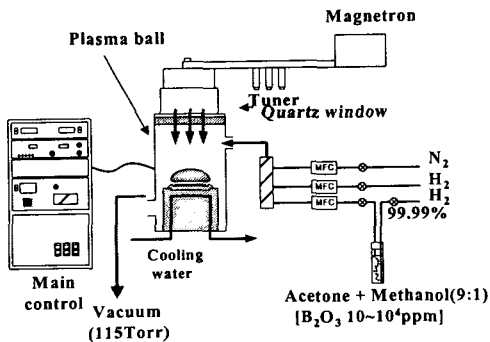 Magnetron
Plasma ball
Tuner
Quartz window
MFC
N2
MFC
H2
MFC
H2
99.99%
Cooling
water
Main
control
Vacuum
(115Torr)
Acetone + Methanol(9:1)
[B2O3 10~10⁴ppm]